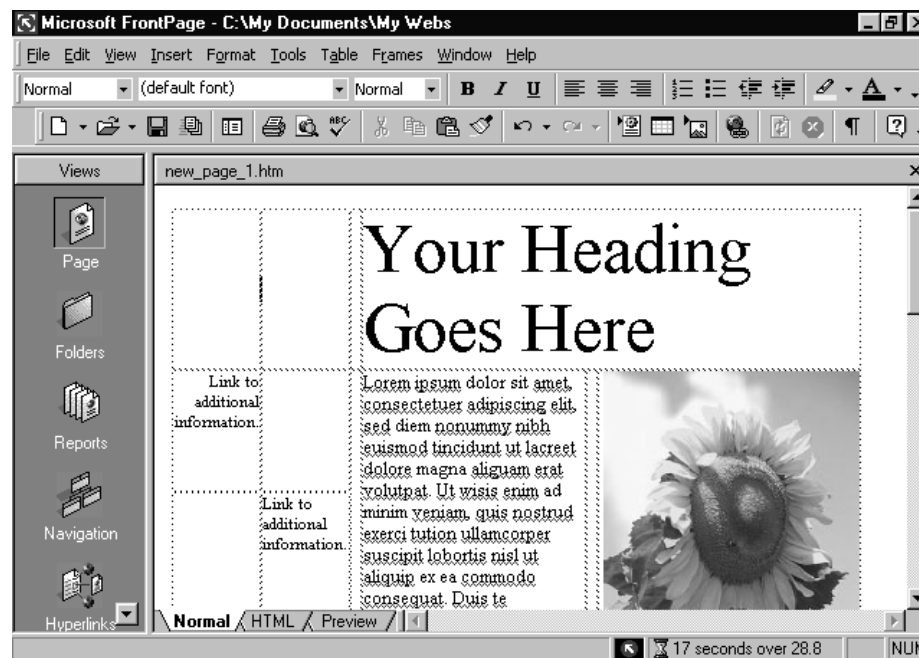 Microsoft FrontPage - C:\My Documents\My Webs
File Edit View Insert Format Tools Table Frames Window Help
Normal (default font) Normal B I U A
ABC
Views
new_page_1.htm
Page
Folders
Reports
Navigation
Hyperlinks
Your Heading
Goes Here
Link to
additional
information.
Link to
additional
information.
Lorem ipsum dolor sit amet,
consectetuer adipiscing elit,
sed diem nonummy nibh
euismod tincidunt ut lacreet
dolore magna aliguam erat
volutpat. Ut wisis enim ad
minim veniam, quis nostrud
exerci tution ullamcorper
suscipit lobortis nisl ut
aliquip ex ea commodo
consequat. Duis te
Normal HTML Preview
17 seconds over 28.8 NUM